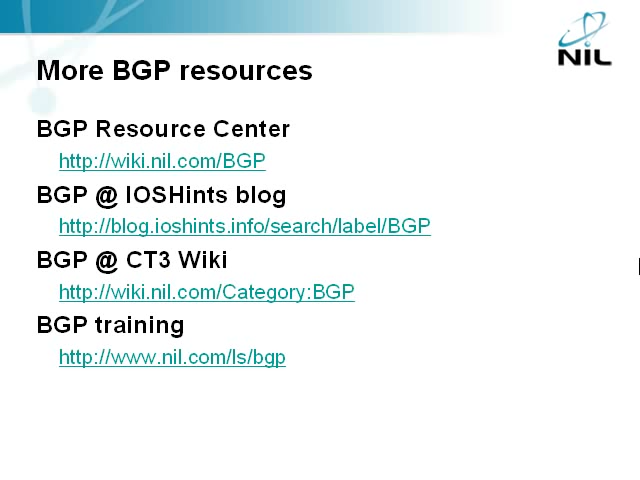 NIL
More BGP resources
BGP Resource Center
http://wiki.nil.com/BGP
BGP @ IOSHints blog
http://blog.ioshints.info/search/label/BGP
BGP @ CT3 Wiki
http://wiki.nil.com/Category:BGP
BGP training
http://www.nil.com/ls/bgp